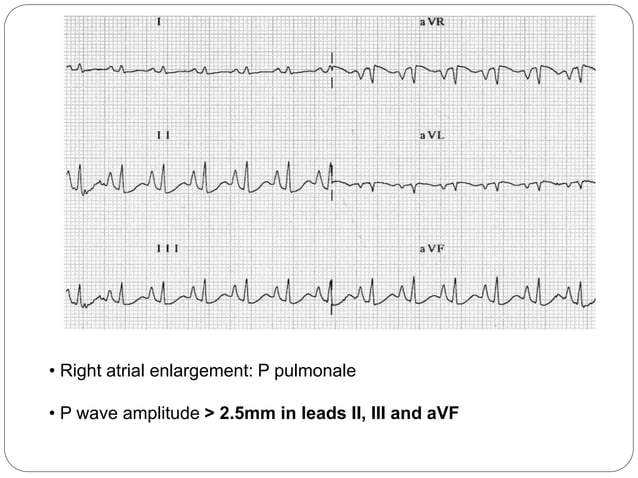 I aVR
II aVL
III aVF
• Right atrial enlargement: P pulmonale
• P wave amplitude > 2.5mm in leads II, III and aVF